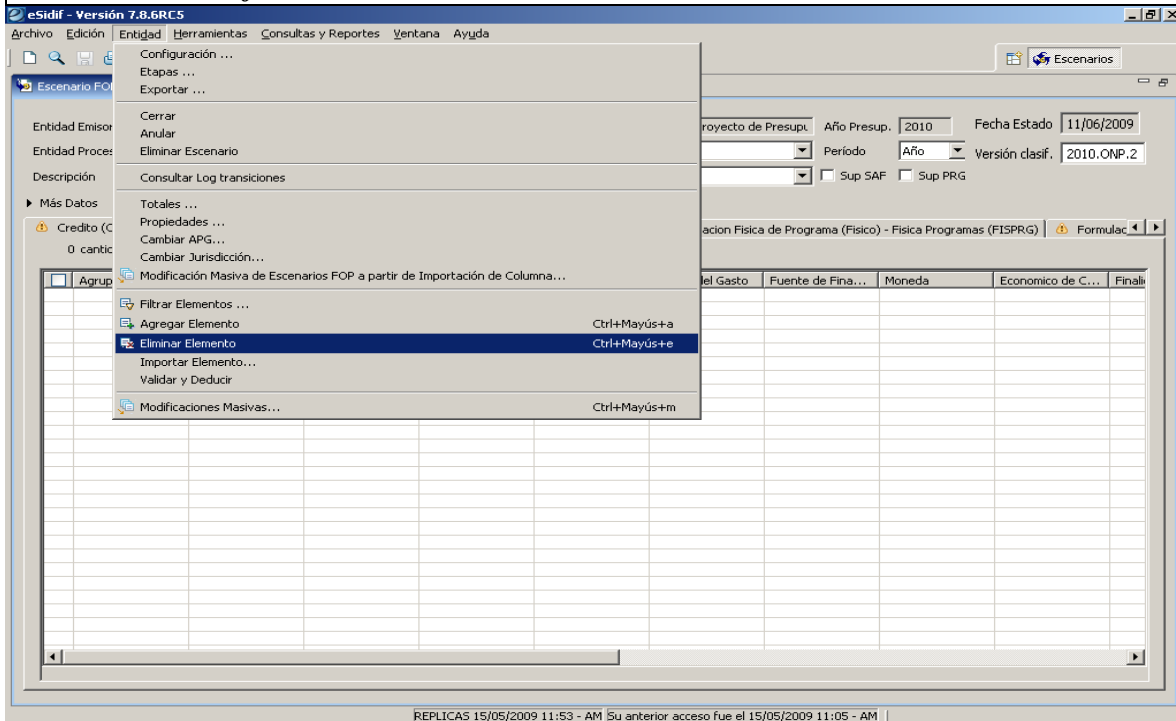 eSidif - Versión 7.8.6RC5
Archivo Edición Entidad Herramientas Consultas y Reportes Ventana Ayuda
Escenarios
Escenario FO
Configuración ...
Etapas ...
Exportar ...
Cerrar
Anular
Eliminar Escenario
Consultar Log transiciones
Totales ...
Propiedades ...
Cambiar APG...
Cambiar Jurisdicción...
Modificación Masiva de Escenarios FOP a partir de Importación de Columna...
Filtrar Elementos ...
Agregar Elemento Ctrl+Mayús+a
Eliminar Elemento Ctrl+Mayús+e
Importar Elemento...
Validar y Deducir
Modificaciones Masivas... Ctrl+Mayús+m
Entidad Emisor royecto de Presupu Año Presup. 2010 Fecha Estado 11/06/2009
Entidad Proces Período Año Versión clasif. 2010.ONP.2
Descripción Sup SAF Sup PRG
Más Datos
Credito (C acion Fisica de Programa (Fisico) - Fisica Programas (FISPRG) Formulac
0 cantic
Agrup del Gasto Fuente de Fina... Moneda Economico de C... Finali
REPLICAS 15/05/2009 11:53 - AM Su anterior acceso fue el 15/05/2009 11:05 - AM